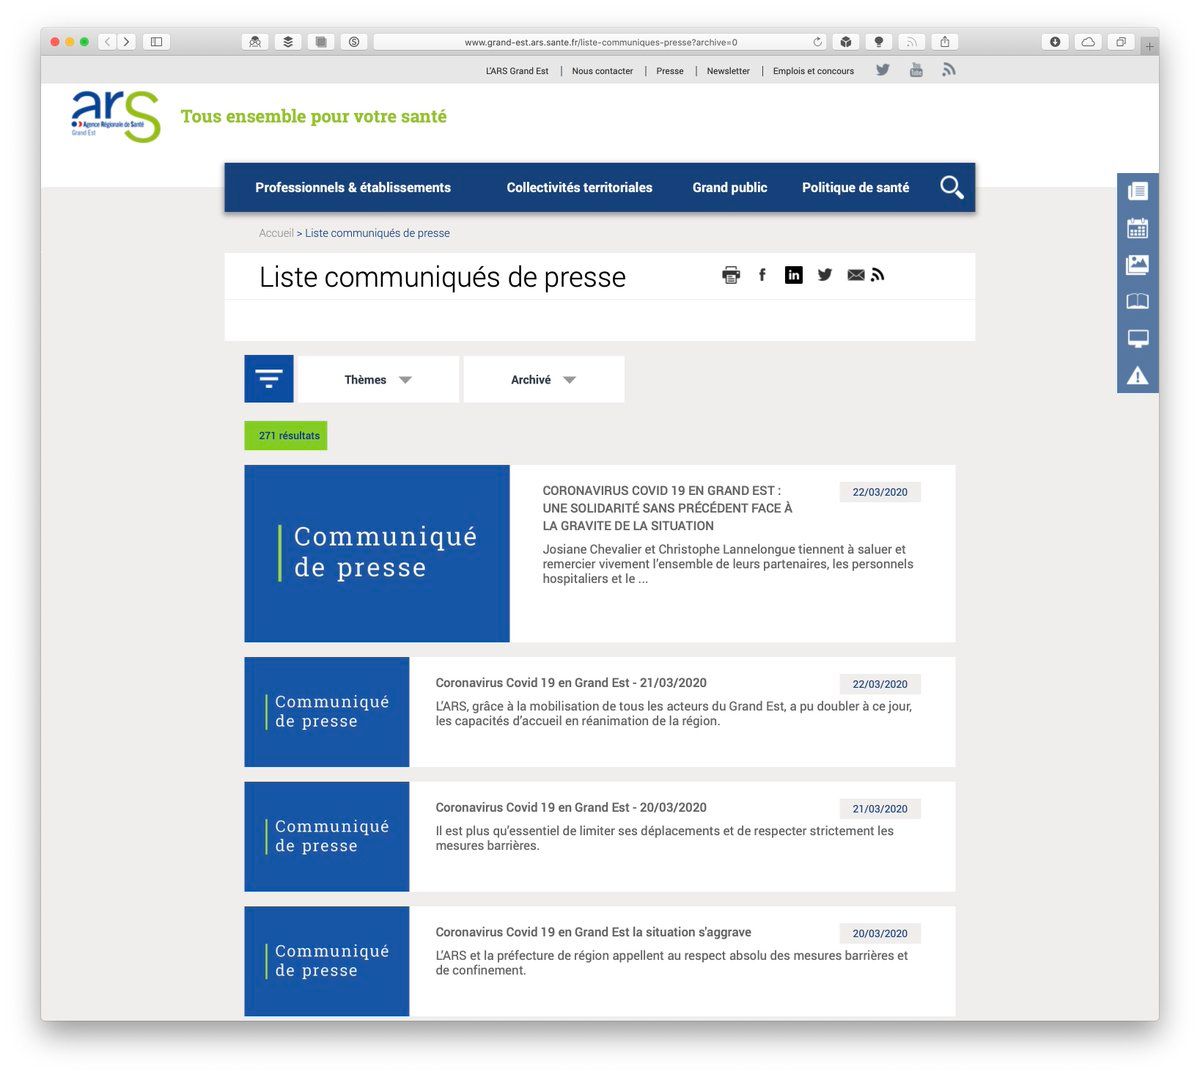 www.grand-est.ars.sante.fr/liste-communiques-presse?archive=0
L'ARS Grand Est | Nous contacter | Presse | Newsletter | Emplois et concours
You Tube
ars
Agence Régionale de Santé
Grand Est
Tous ensemble pour votre santé
Professionnels & établissements Collectivités territoriales Grand public Politique de santé
Accueil > Liste communiqués de presse
Liste communiqués de presse
f in
Thèmes Archivé
271 résultats
Communiqué
de presse
CORONAVIRUS COVID 19 EN GRAND EST :
UNE SOLIDARITÉ SANS PRÉCÉDENT FACE À
LA GRAVITE DE LA SITUATION
22/03/2020
Josiane Chevalier et Christophe Lannelongue tiennent à saluer et
remercier vivement l'ensemble de leurs partenaires, les personnels
hospitaliers et le ...
Communiqué
de presse
Coronavirus Covid 19 en Grand Est - 21/03/2020
22/03/2020
L'ARS, grâce à la mobilisation de tous les acteurs du Grand Est, a pu doubler à ce jour,
les capacités d'accueil en réanimation de la région.
Communiqué
de presse
Coronavirus Covid 19 en Grand Est - 20/03/2020
21/03/2020
Il est plus qu'essentiel de limiter ses déplacements et de respecter strictement les
mesures barrières.
Communiqué
de presse
Coronavirus Covid 19 en Grand Est la situation s'aggrave
20/03/2020
L'ARS et la préfecture de région appellent au respect absolu des mesures barrières et
de confinement.